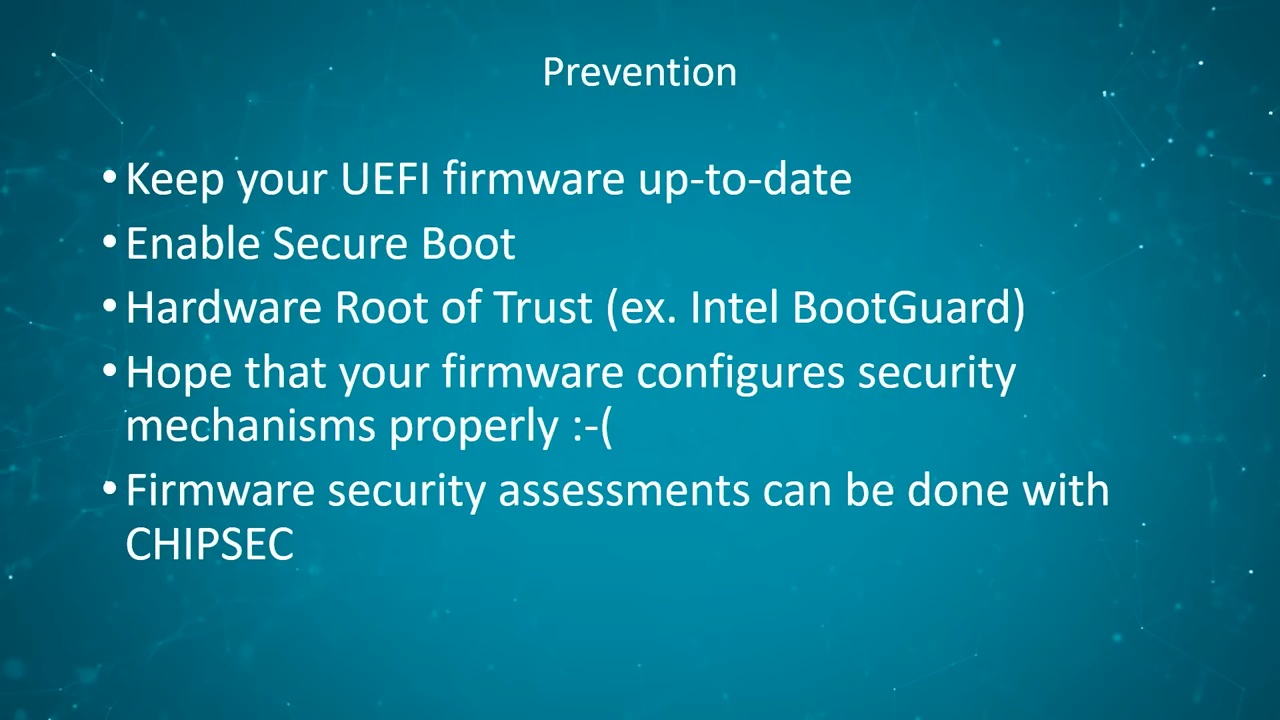 Prevention
•Keep your UEFI firmware up-to-date
•Enable Secure Boot
•Hardware Root of Trust (ex. Intel BootGuard)
•Hope that your firmware configures security
mechanisms properly :-(
•Firmware security assessments can be done with
CHIPSEC